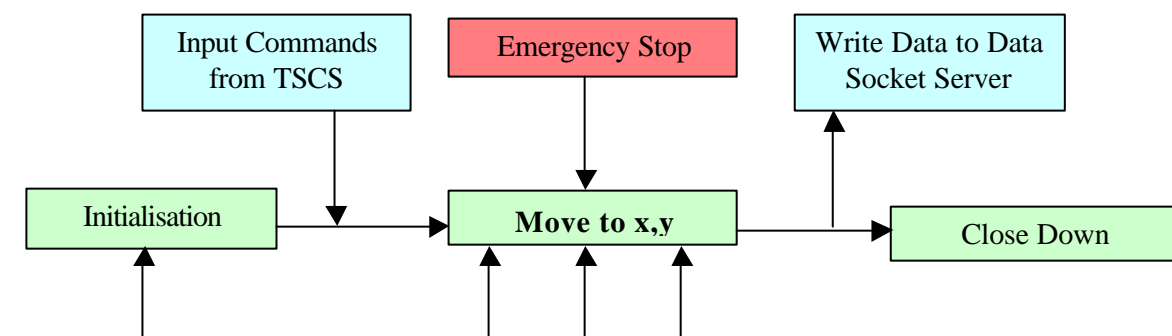 Input Commands
from TSCS
Emergency Stop
Write Data to Data
Socket Server
Initialisation
Move to x,y
Close Down